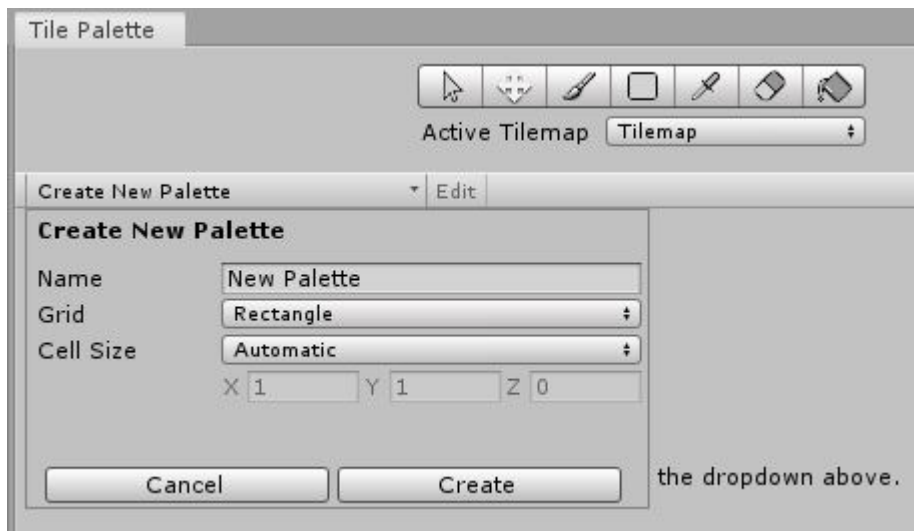 Tile Palette
Active Tilemap Tilemap
Create New Palette Edit
Create New Palette
Name New Palette
Grid Rectangle
Cell Size Automatic
X 1 Y 1 Z 0
the dropdown above.
Cancel Create